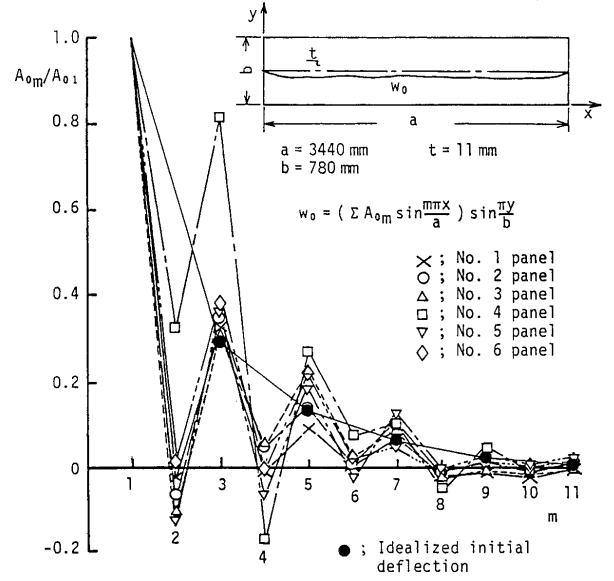 y
1.0
A₀ₘ/A₀₁
t
b
w₀
x
a
0.8
a = 3440 mm t = 11 mm
b = 780 mm
0.6
w₀ = ( Σ A₀ₘ sin mπx/a ) sin πy/b
× ; No. 1 panel
○ ; No. 2 panel
0.4
△ ; No. 3 panel
□ ; No. 4 panel
▽ ; No. 5 panel
◇ ; No. 6 panel
0.2
0
1 3 5 6 7 8 9 10 11
2
m
4
-0.2
● ; Idealized initial
deflection